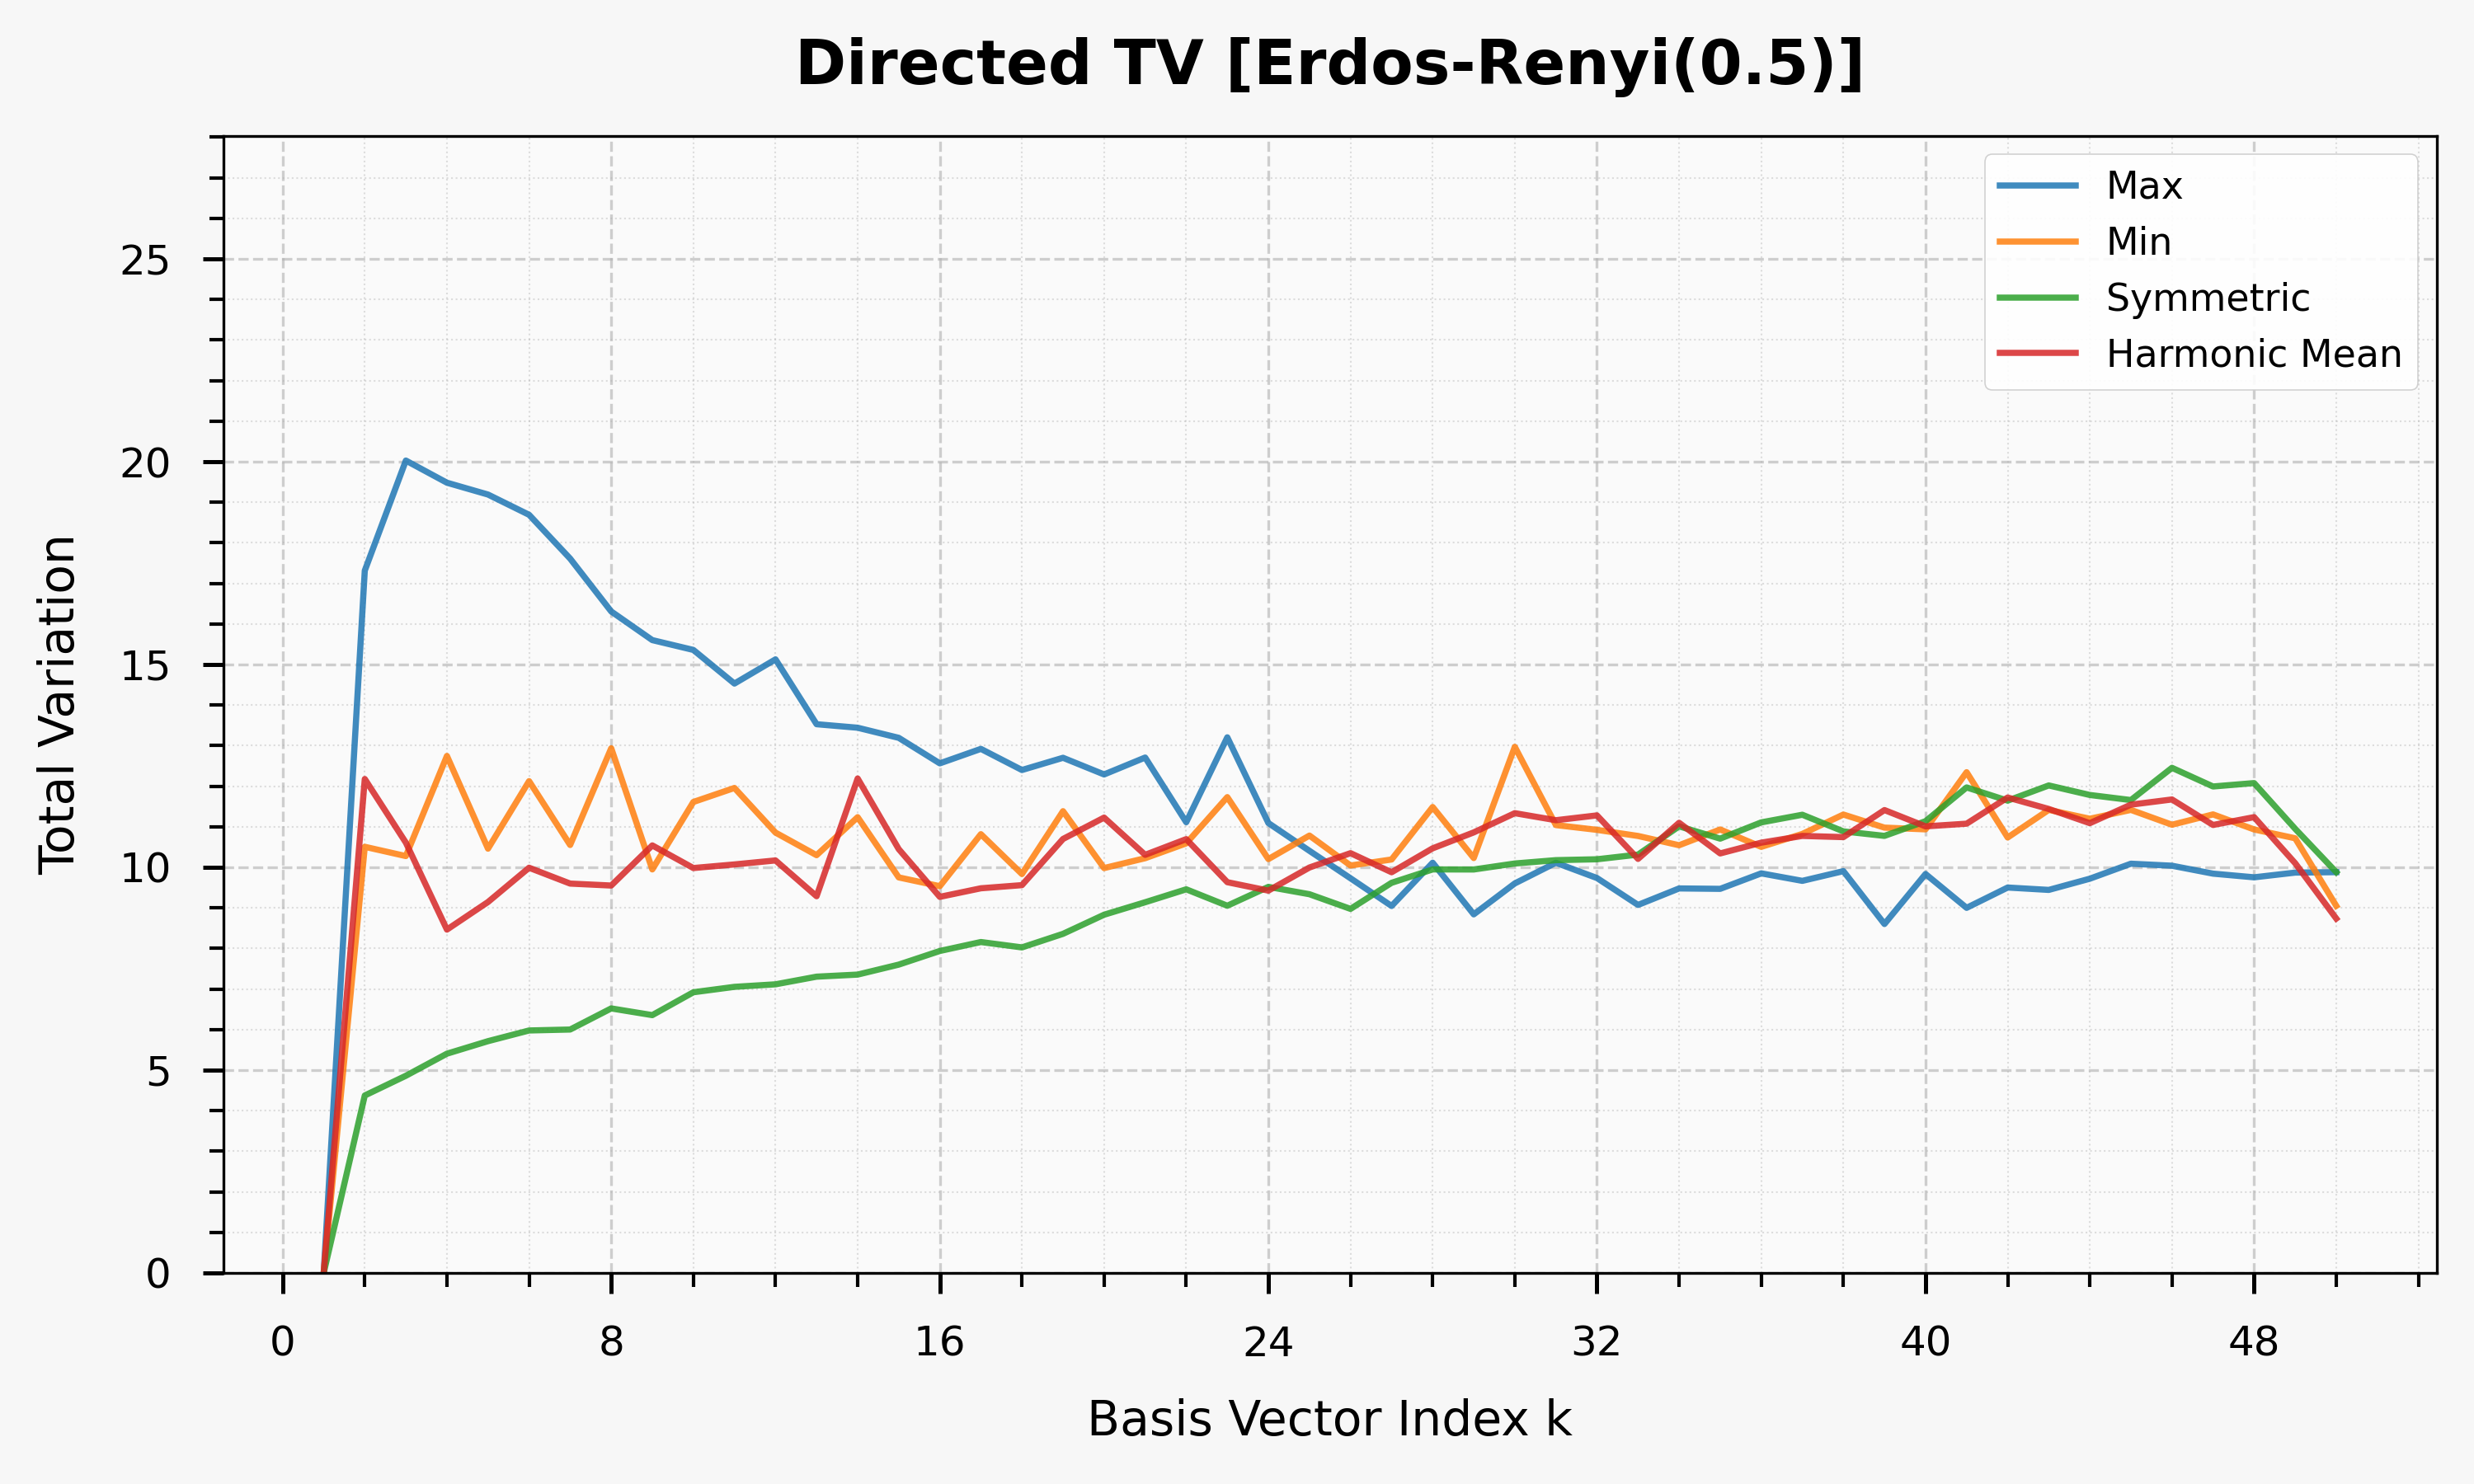 Directed TV [Erdos-Renyi(0.5)]
Max
Min
Symmetric
Harmonic Mean
Total Variation
25
20
15
10
5
0
0 8 16 24 32 40 48
Basis Vector Index k